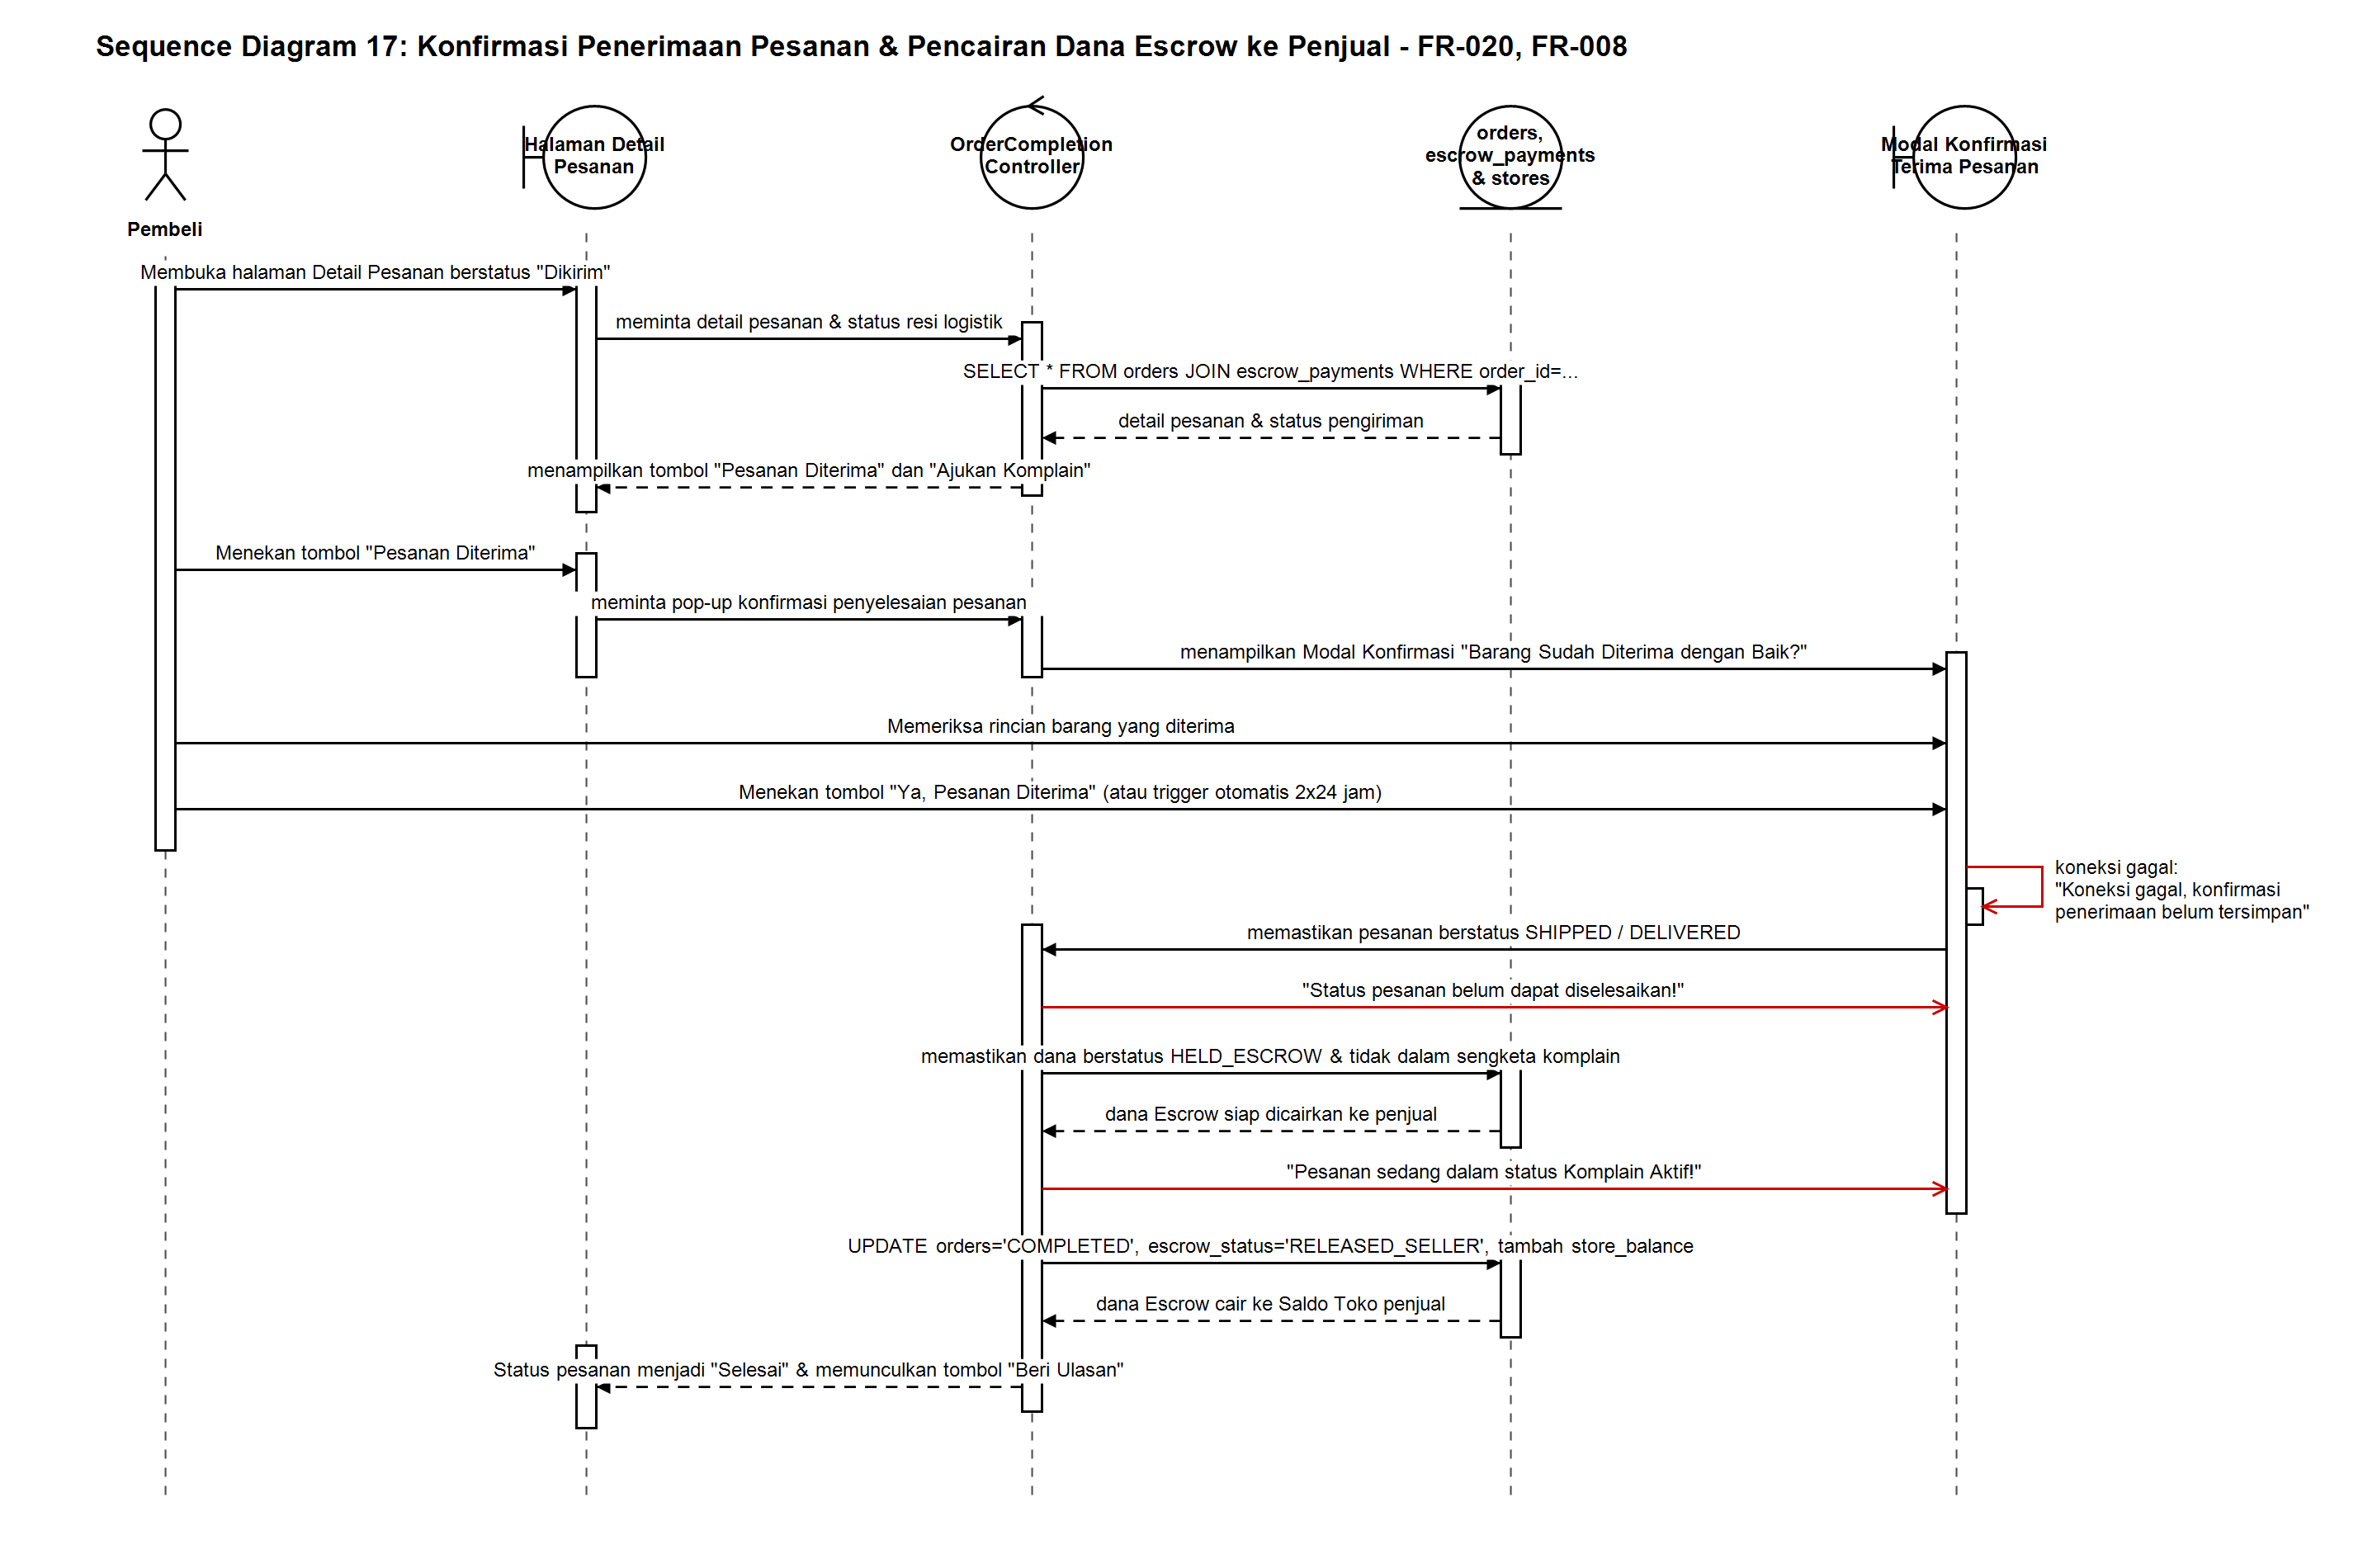 Sequence Diagram 17: Konfirmasi Penerimaan Pesanan & Pencairan Dana Escrow ke Penjual - FR-020, FR-008
Pembeli
Halaman Detail
Pesanan
OrderCompletion
Controller
orders,
escrow_payments
& stores
Modal Konfirmasi
Terima Pesanan
Membuka halaman Detail Pesanan berstatus "Dikirim"
meminta detail pesanan & status resi logistik
SELECT * FROM orders JOIN escrow_payments WHERE order_id=...
detail pesanan & status pengiriman
menampilkan tombol "Pesanan Diterima" dan "Ajukan Komplain"
Menekan tombol "Pesanan Diterima"
meminta pop-up konfirmasi penyelesaian pesanan
menampilkan Modal Konfirmasi "Barang Sudah Diterima dengan Baik?"
Memeriksa rincian barang yang diterima
Menekan tombol "Ya, Pesanan Diterima" (atau trigger otomatis 2x24 jam)
koneksi gagal:
"Koneksi gagal, konfirmasi
penerimaan belum tersimpan"
memastikan pesanan berstatus SHIPPED / DELIVERED
"Status pesanan belum dapat diselesaikan!"
memastikan dana berstatus HELD_ESCROW & tidak dalam sengketa komplain
dana Escrow siap dicairkan ke penjual
"Pesanan sedang dalam status Komplain Aktif!"
UPDATE orders='COMPLETED', escrow_status='RELEASED_SELLER', tambah store_balance
dana Escrow cair ke Saldo Toko penjual
Status pesanan menjadi "Selesai" & memunculkan tombol "Beri Ulasan"